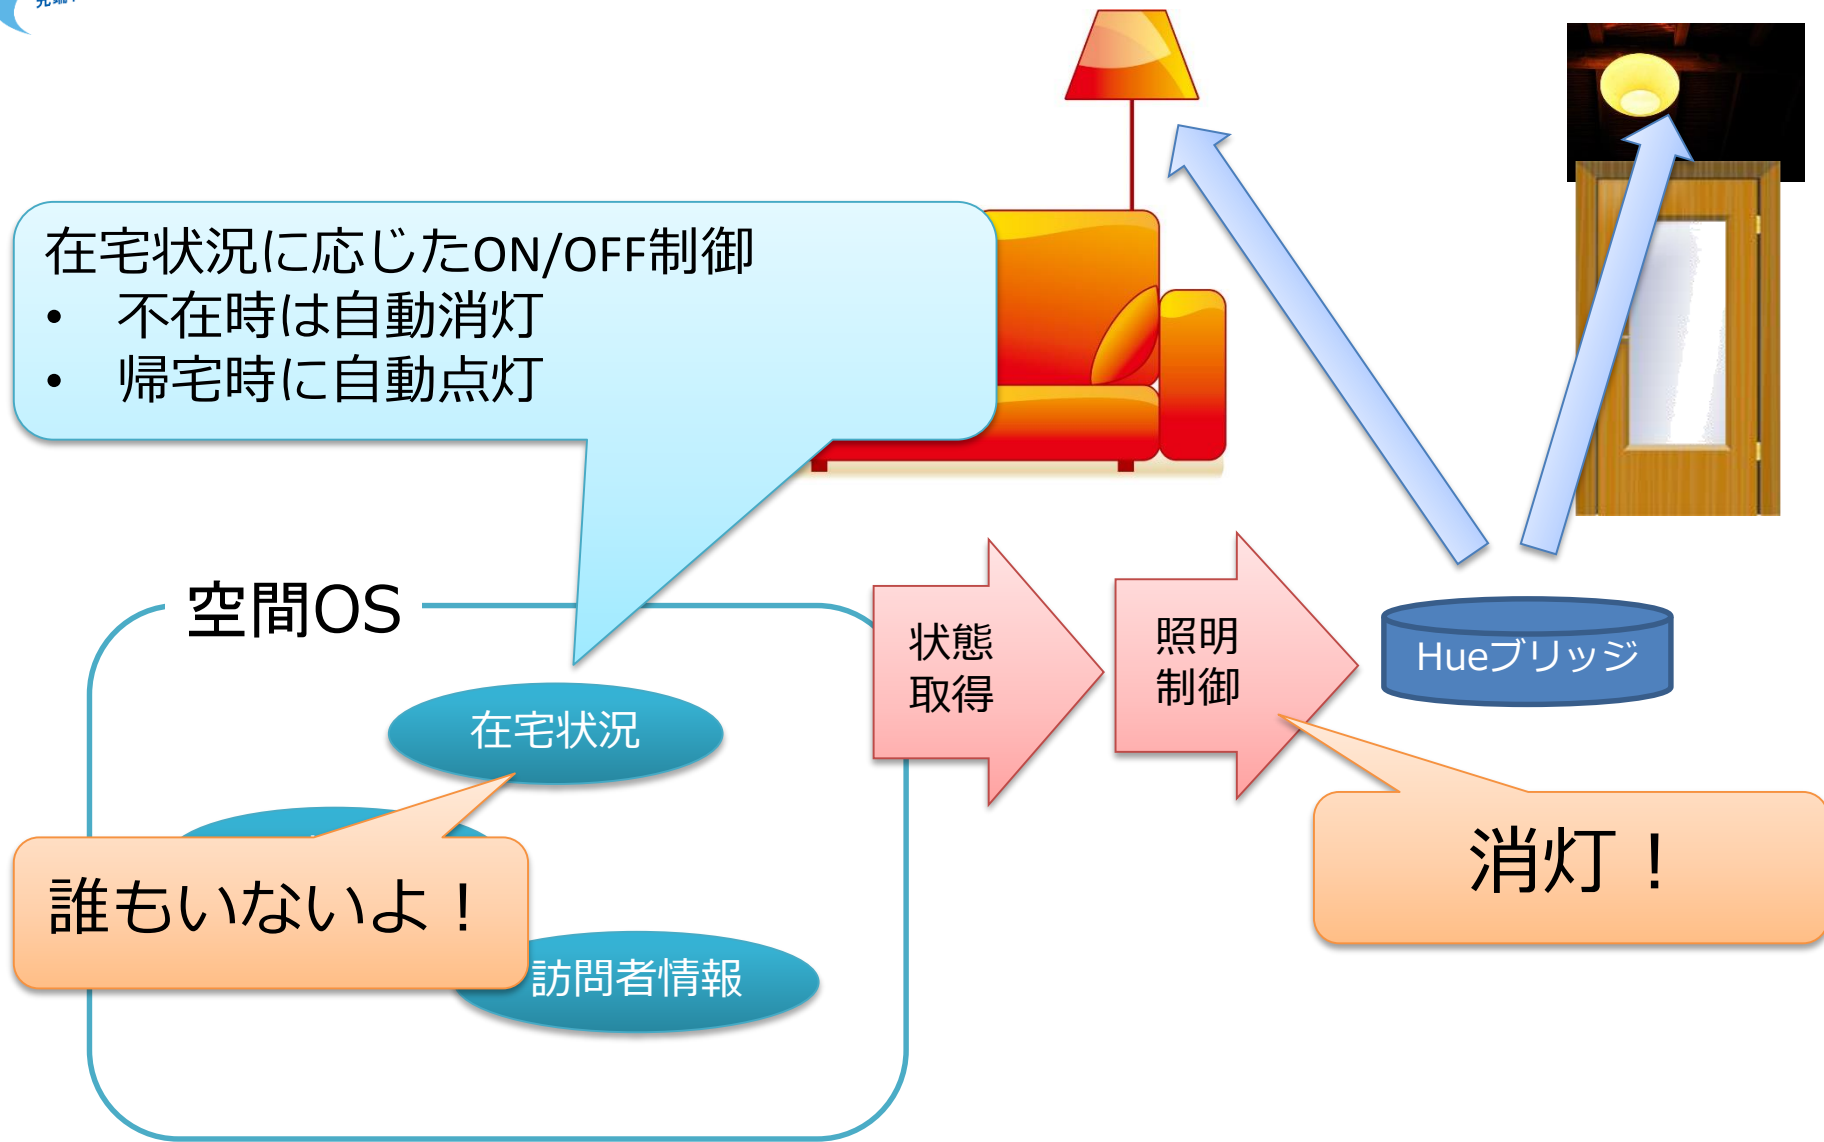 在宅状況に応じたON/OFF制御
• 不在時は自動消灯
• 帰宅時に自動点灯
空間OS
状態
取得
照明
制御
Hueブリッジ
在宅状況
誰もいないよ！
消灯！
訪問者情報